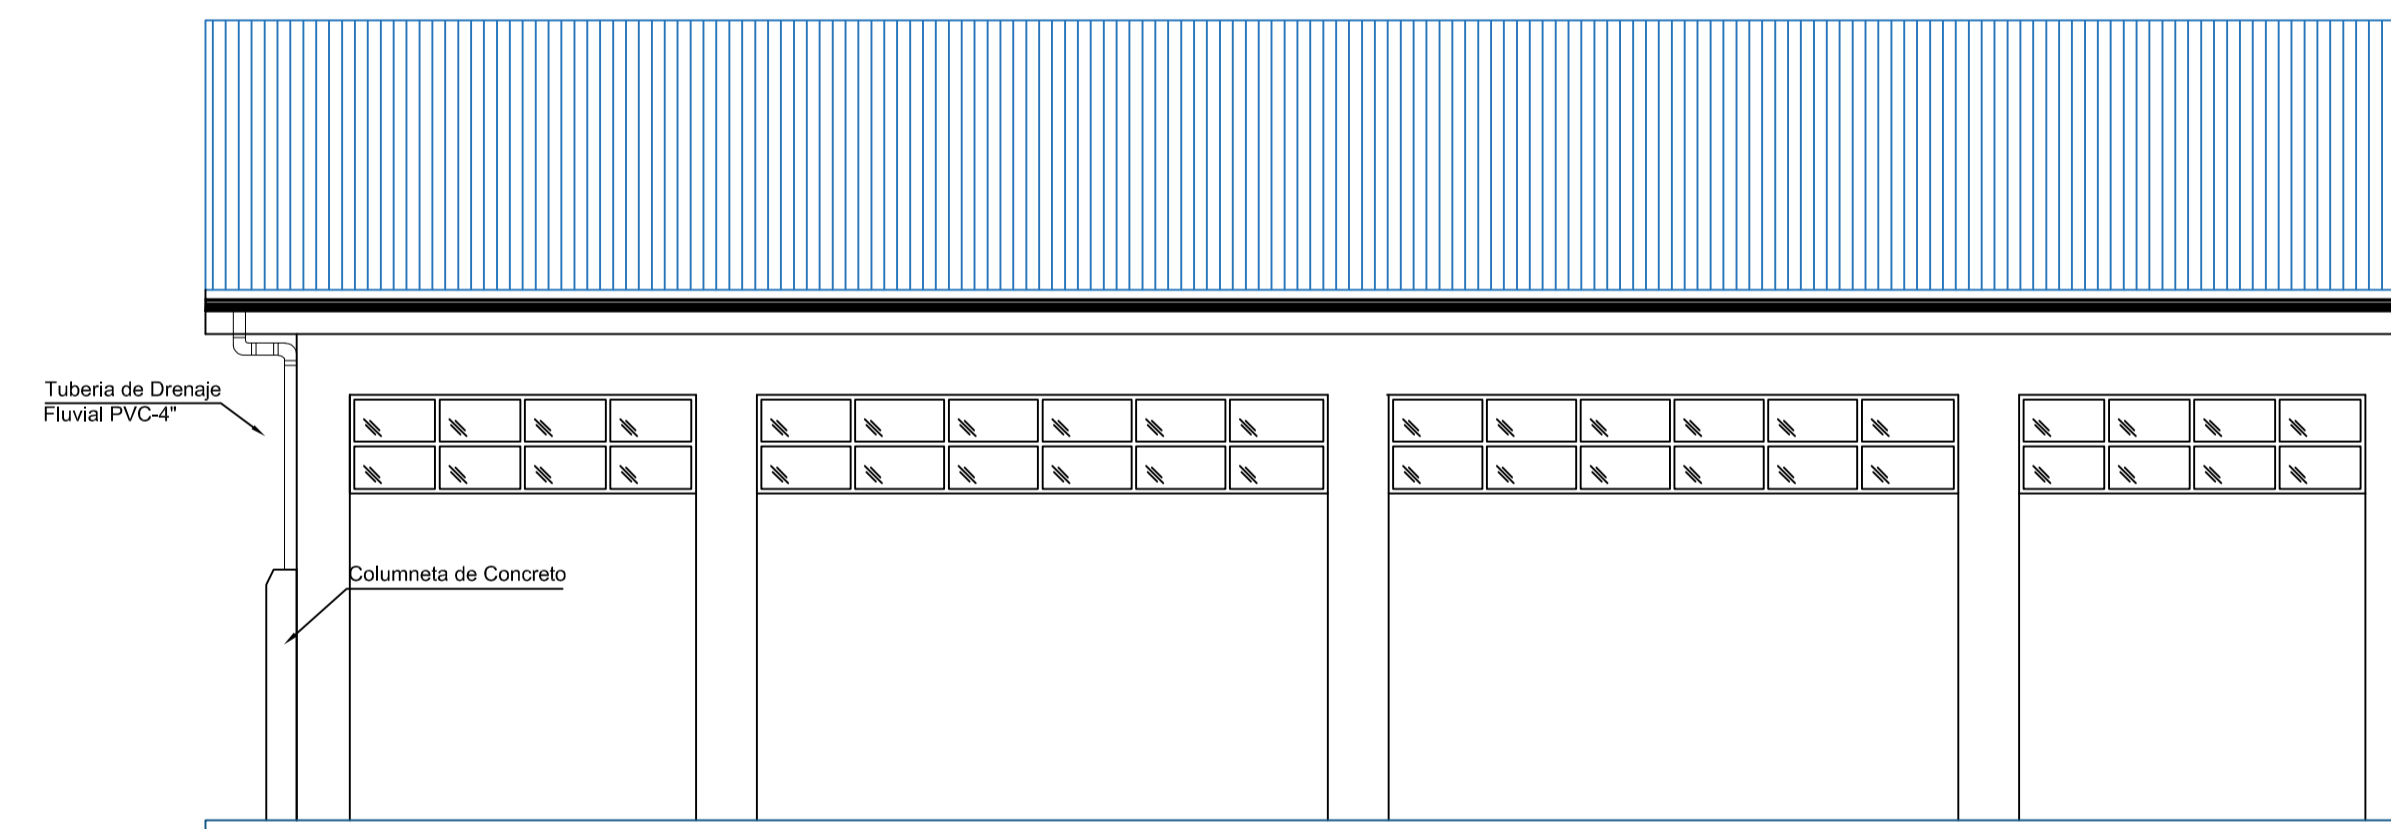 Tuberia de Drenaje
Fluvial PVC-4"
Columneta de Concreto